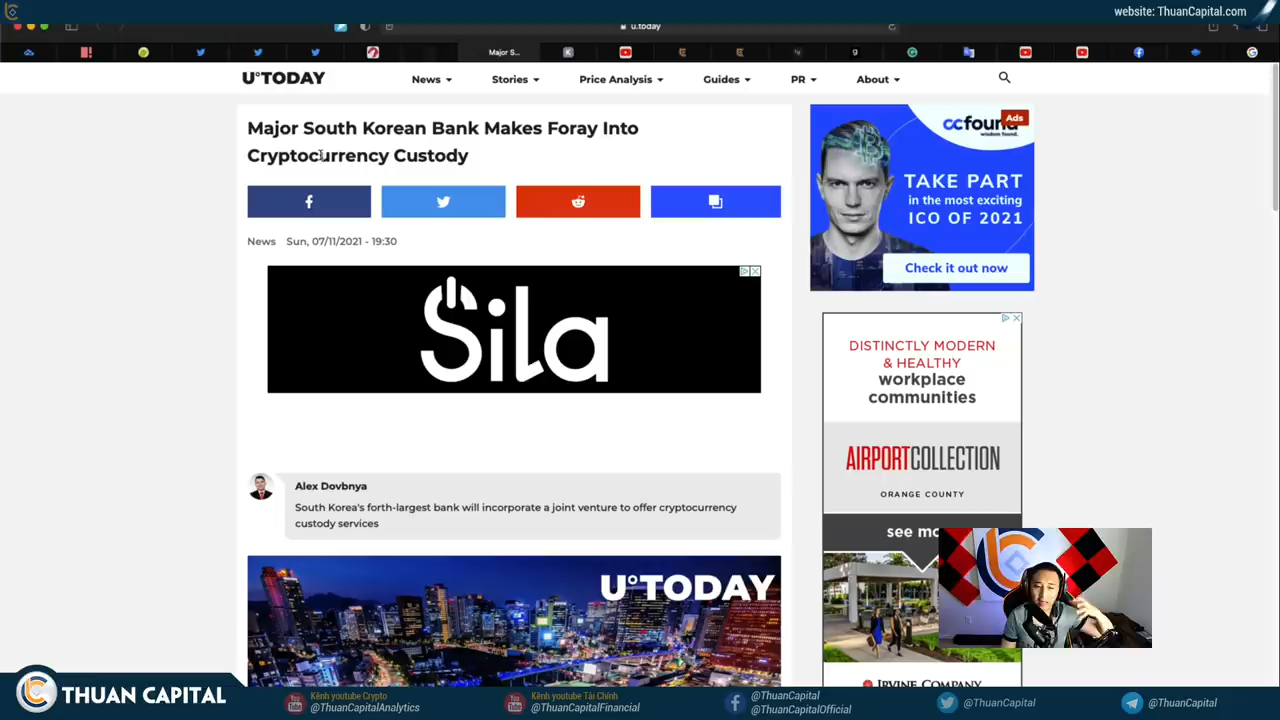 website: ThuanCapital.com
u.today
Major S...
U°TODAY
News
Stories
Price Analysis
Guides
PR
About
Major South Korean Bank Makes Foray Into
Cryptocurrency Custody
News Sun, 07/11/2021 - 19:30
Sila
Alex Dovbnya
South Korea's forth-largest bank will incorporate a joint venture to offer cryptocurrency
custody services
U°TODAY
ccfound
wisdom found.
Ads
TAKE PART
in the most exciting
ICO OF 2021
Check it out now
DISTINCTLY MODERN
& HEALTHY
workplace
communities
AIRPORTCOLLECTION
ORANGE COUNTY
see mo
IRVINE COMPANY
THUAN CAPITAL
Kênh youtube Crypto
@ThuanCapitalAnalytics
Kênh youtube Tài Chính
@ThuanCapitalFinancial
@ThuanCapital
@ThuanCapitalOfficial
@ThuanCapital
@ThuanCapital